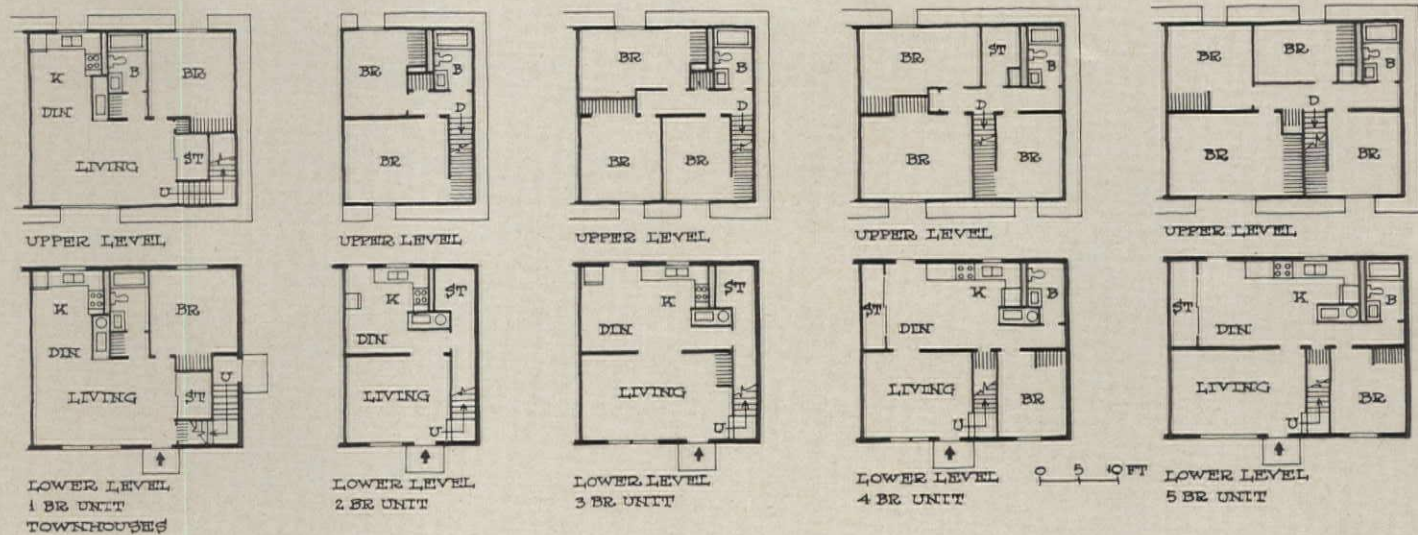 K
B
BR
DIN
LIVING
ST
U
UPPER LEVEL
BR
B
D
BR
UPPER LEVEL
BR
B
D
BR
BR
UPPER LEVEL
BR
ST
B
D
BR
BR
UPPER LEVEL
BR
BR
B
D
BR
BR
UPPER LEVEL
K
BR
DIN
LIVING
ST
U
LOWER LEVEL
1 BR UNIT
TOWNHOUSES
K
ST
DIN
LIVING
U
LOWER LEVEL
2 BR UNIT
K
ST
DIN
LIVING
U
LOWER LEVEL
3 BR UNIT
K
B
ST
DIN
LIVING
BR
U
LOWER LEVEL
4 BR UNIT
0 5 10 FT
K
B
ST
DIN
LIVING
BR
U
LOWER LEVEL
5 BR UNIT